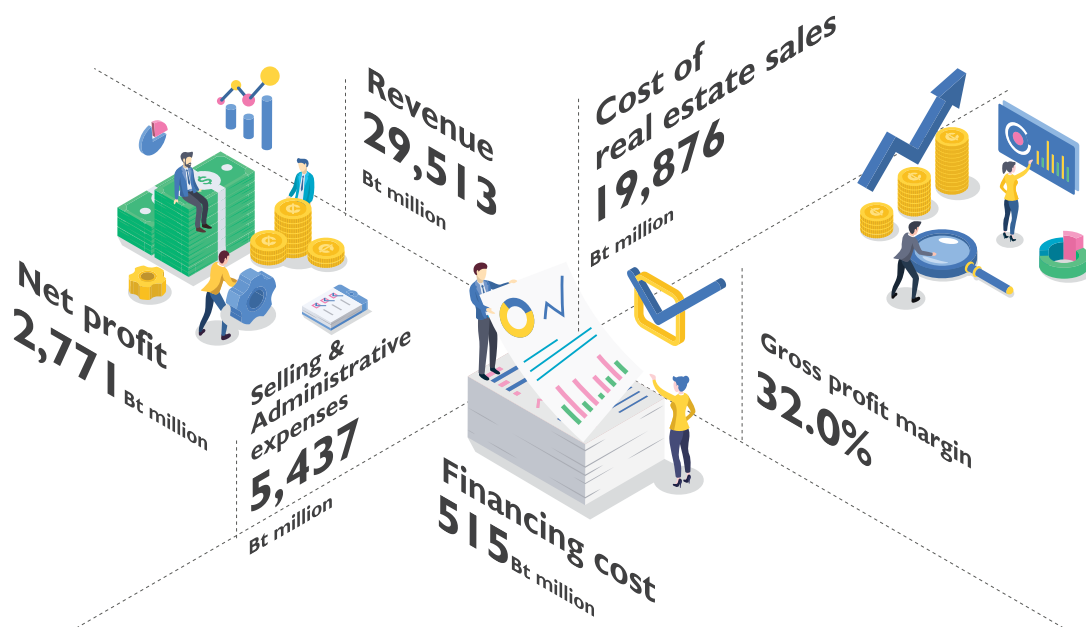 Revenue
29,513
Bt million
Cost of
real estate sales
19,876
Bt million
Net profit
2,771 Bt million
Selling &
Administrative
expenses
5,437
Bt million
Financing cost
515 Bt million
Gross profit margin
32.0%